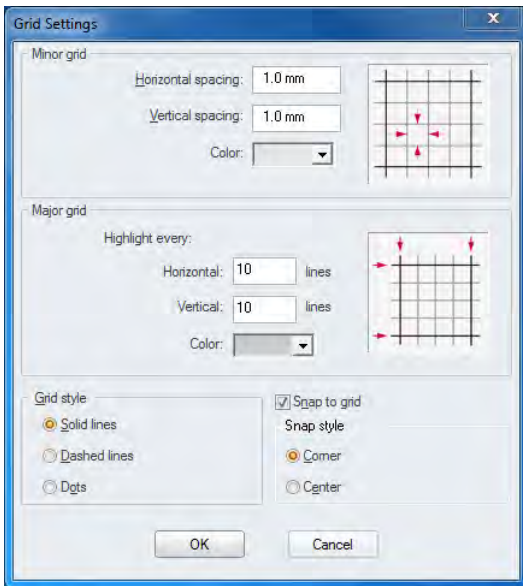 Grid Settings
Minor grid
Horizontal spacing: 1.0 mm
Vertical spacing: 1.0 mm
Color:
Major grid
Highlight every:
Horizontal: 10 lines
Vertical: 10 lines
Color:
Grid style
Solid lines
Dashed lines
Dots
Snap to grid
Snap style
Corner
Center
OK Cancel